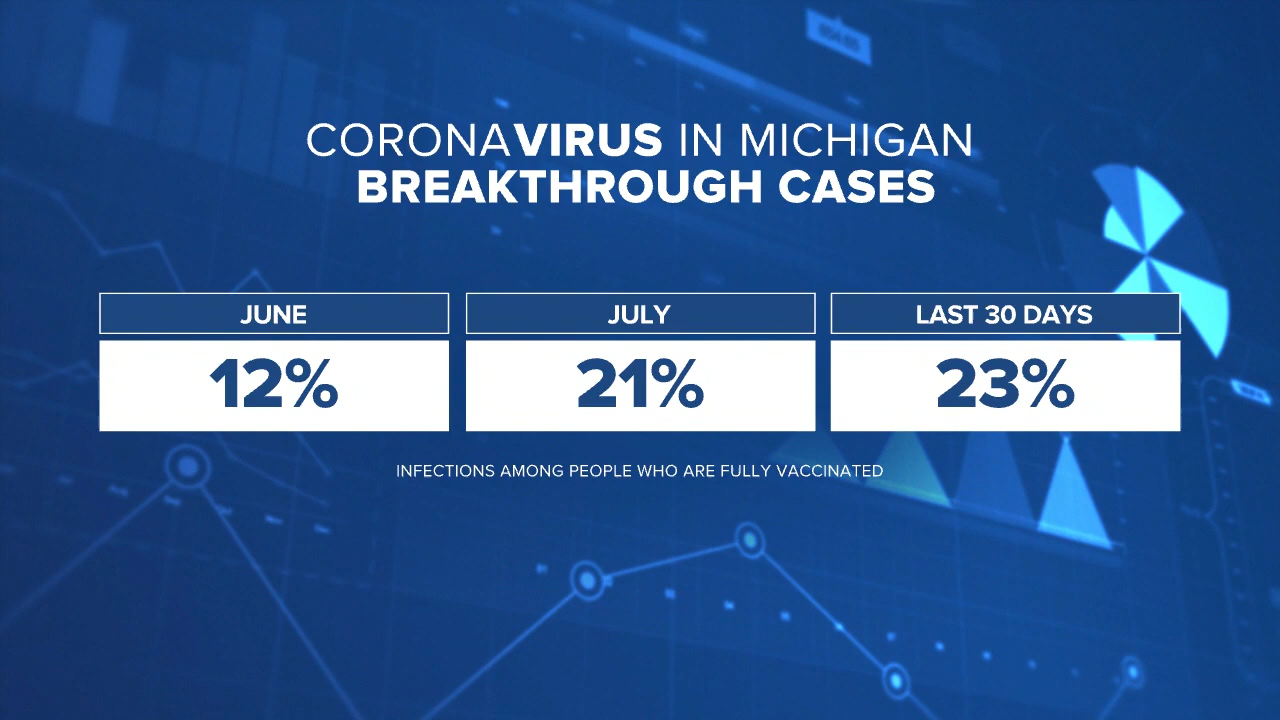 CORONAVIRUS IN MICHIGAN
BREAKTHROUGH CASES
JUNE
JULY
LAST 30 DAYS
12%
21%
23%
INFECTIONS AMONG PEOPLE WHO ARE FULLY VACCINATED